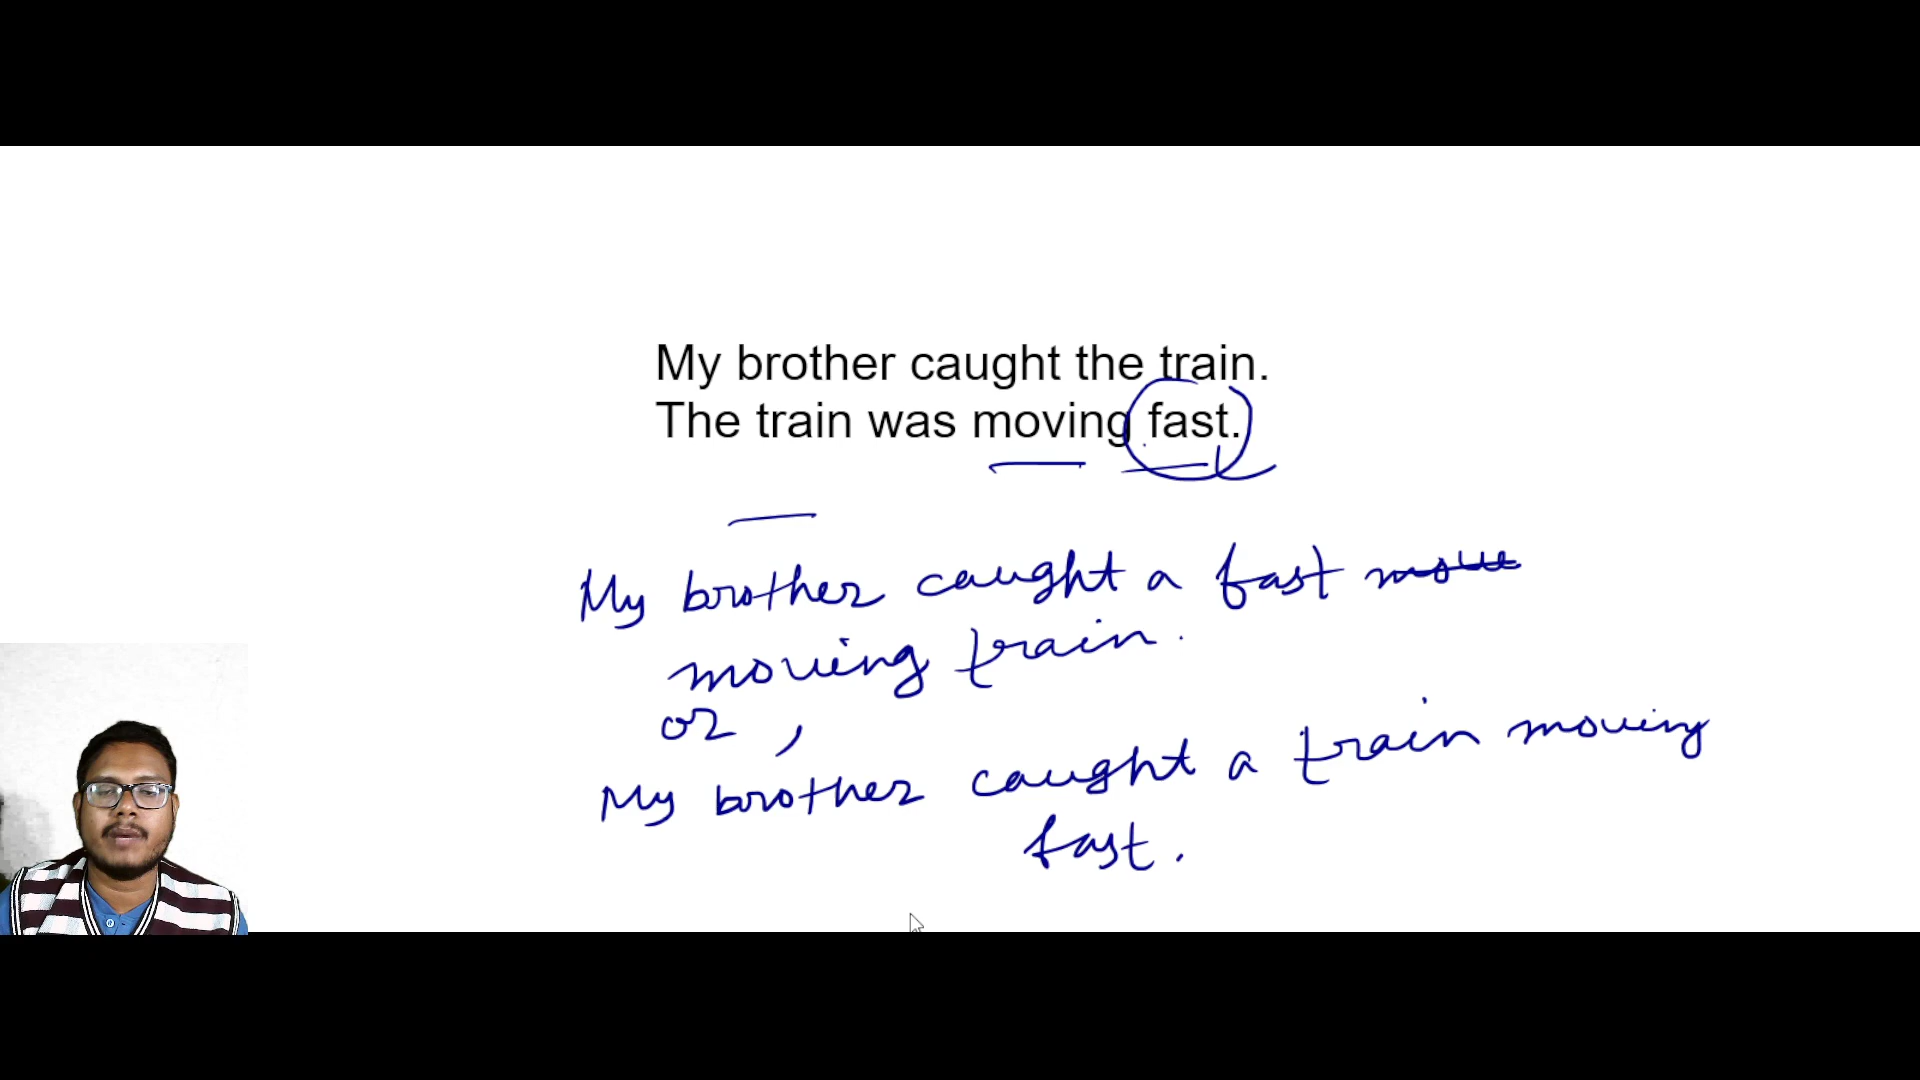 My brother caught the train.
The train was moving fast.
My brother caught a fast
moving train.
or,
My brother caught a train moving
fast.